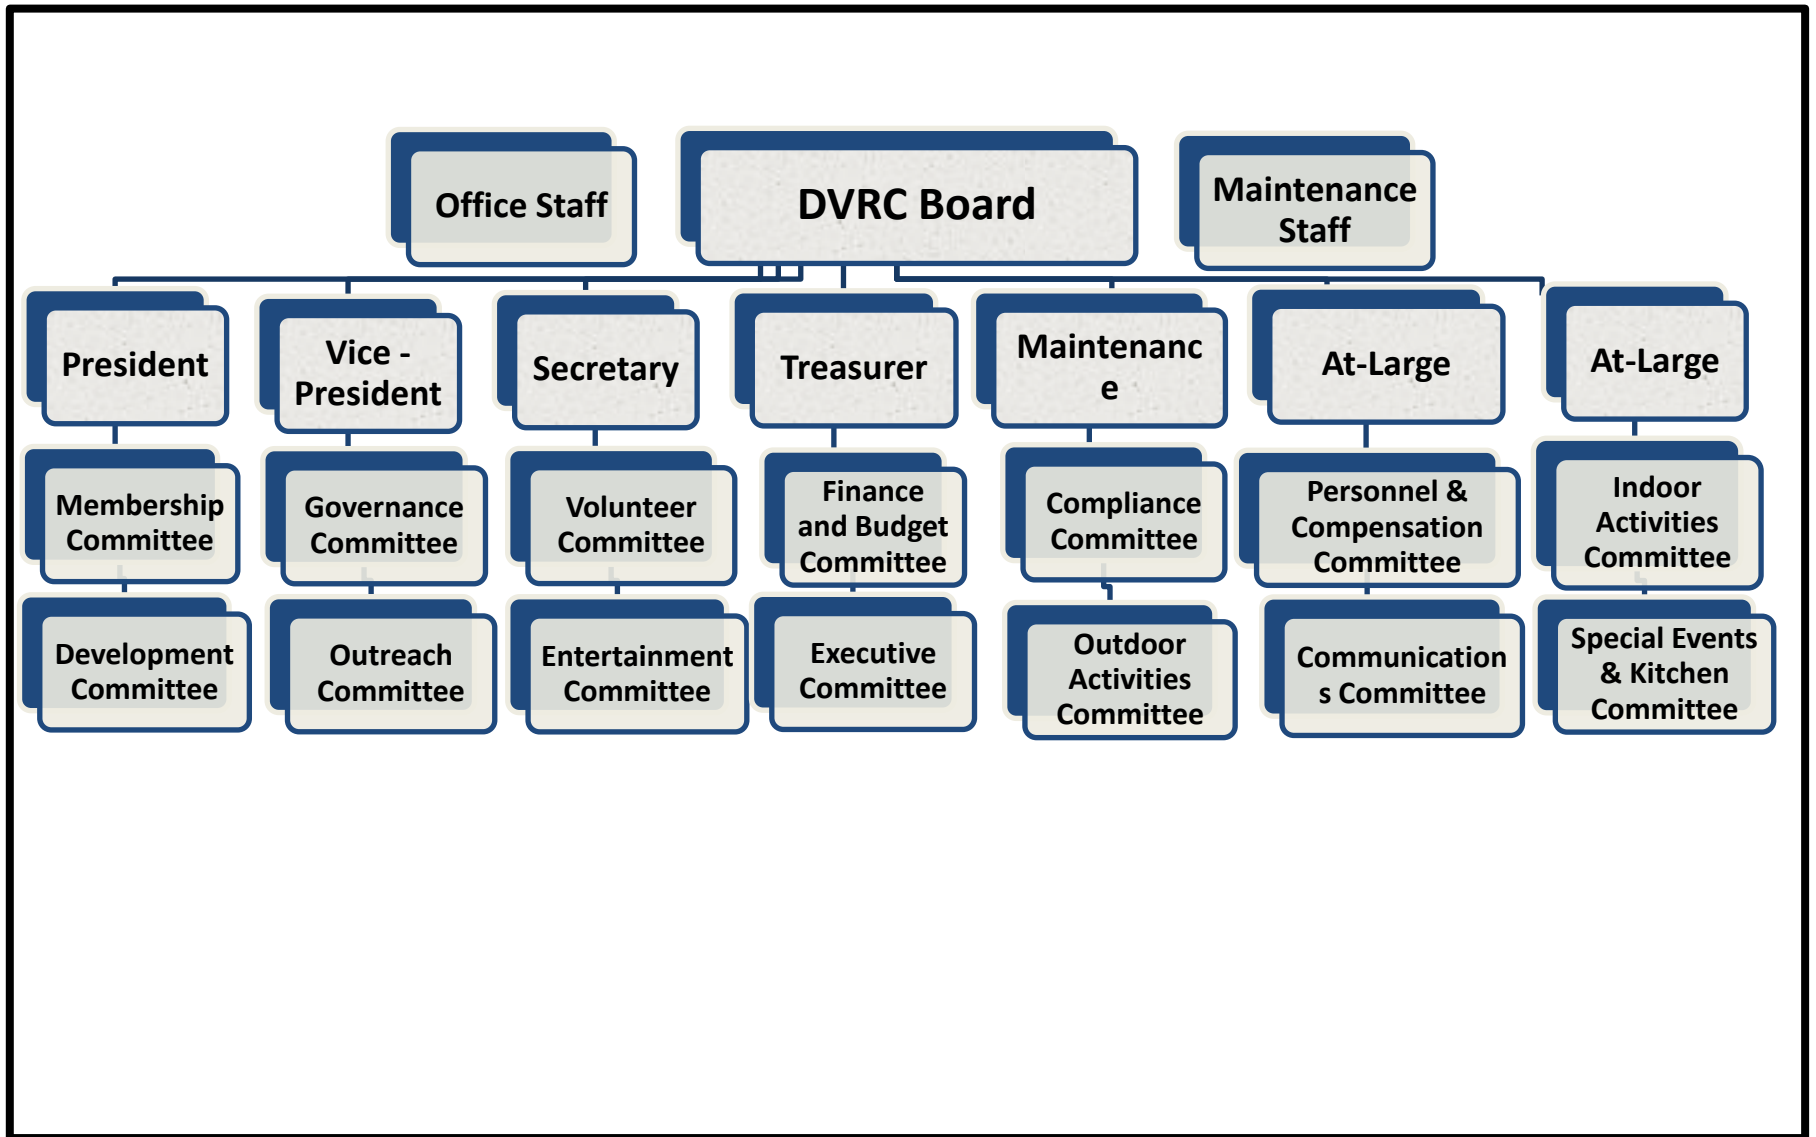 Office Staff
DVRC Board
Maintenance
Staff
President
Vice -
President
Secretary
Treasurer
Maintenanc
e
At-Large
At-Large
Membership
Committee
Governance
Committee
Volunteer
Committee
Finance
and Budget
Committee
Compliance
Committee
Personnel &
Compensation
Committee
Indoor
Activities
Committee
Development
Committee
Outreach
Committee
Entertainment
Committee
Executive
Committee
Outdoor
Activities
Committee
Communication
s Committee
Special Events
& Kitchen
Committee